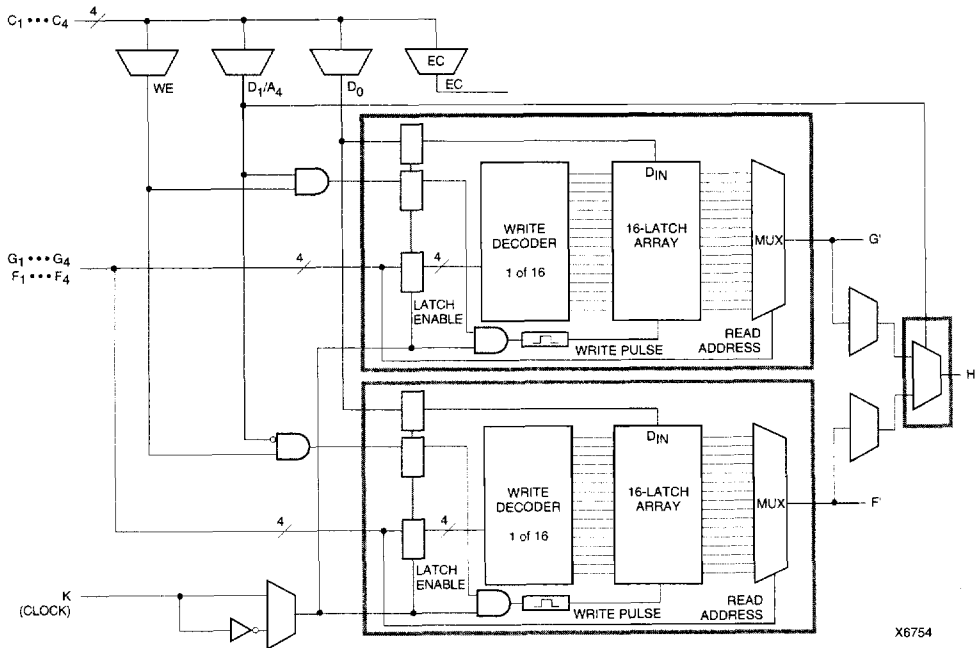 C1 • • • C4
4
EC
WE
D1/A4
D0
EC
DIN
WRITE
DECODER
1 of 16
16-LATCH
ARRAY
MUX
G'
G1 • • • G4
F1 • • • F4
4
4
LATCH
ENABLE
WRITE PULSE
READ
ADDRESS
H
DIN
WRITE
DECODER
1 of 16
16-LATCH
ARRAY
MUX
F'
4
4
LATCH
ENABLE
K
(CLOCK)
WRITE PULSE
READ
ADDRESS
X6754